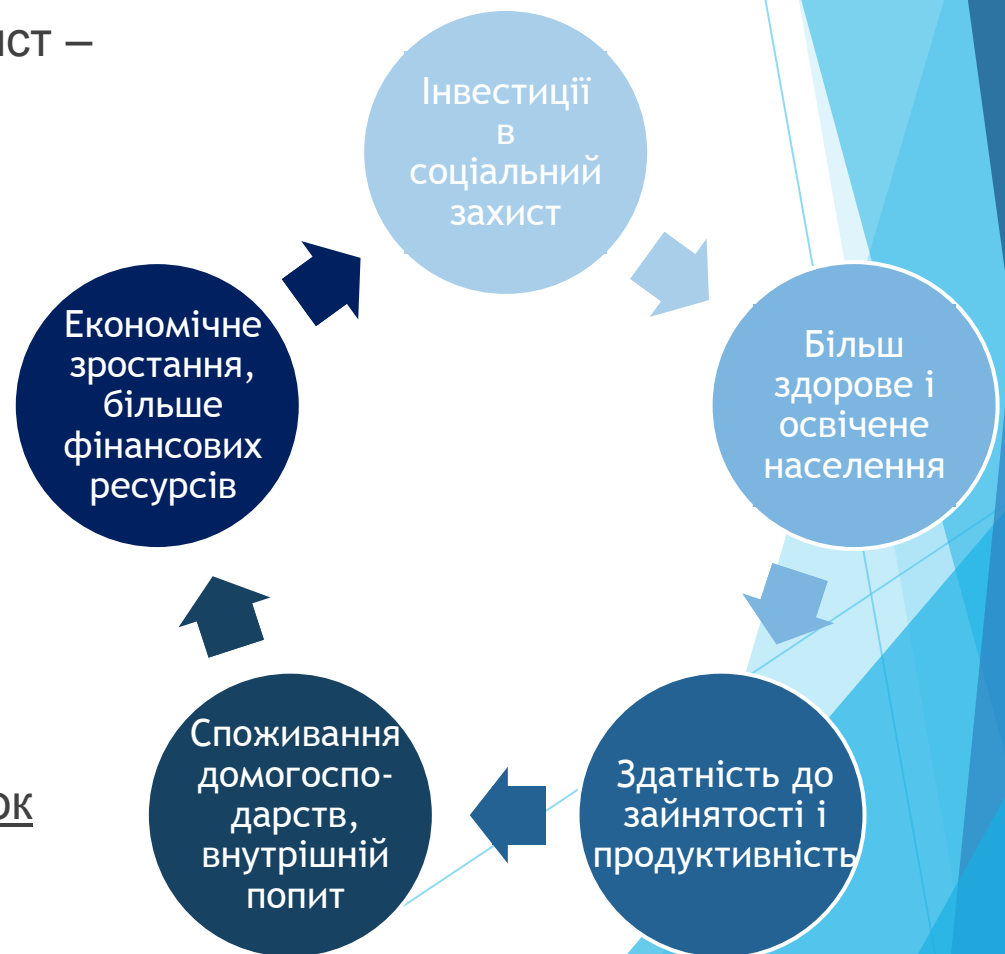 ист –
Інвестиції
в
соціальний
захист
Більш
здорове і
освічене
населення
Здатність до
зайнятості і
продуктивність
Споживання
домогоспо-
дарств,
внутрішній
попит
Економічне
зростання,
більше
фінансових
ресурсів
ок